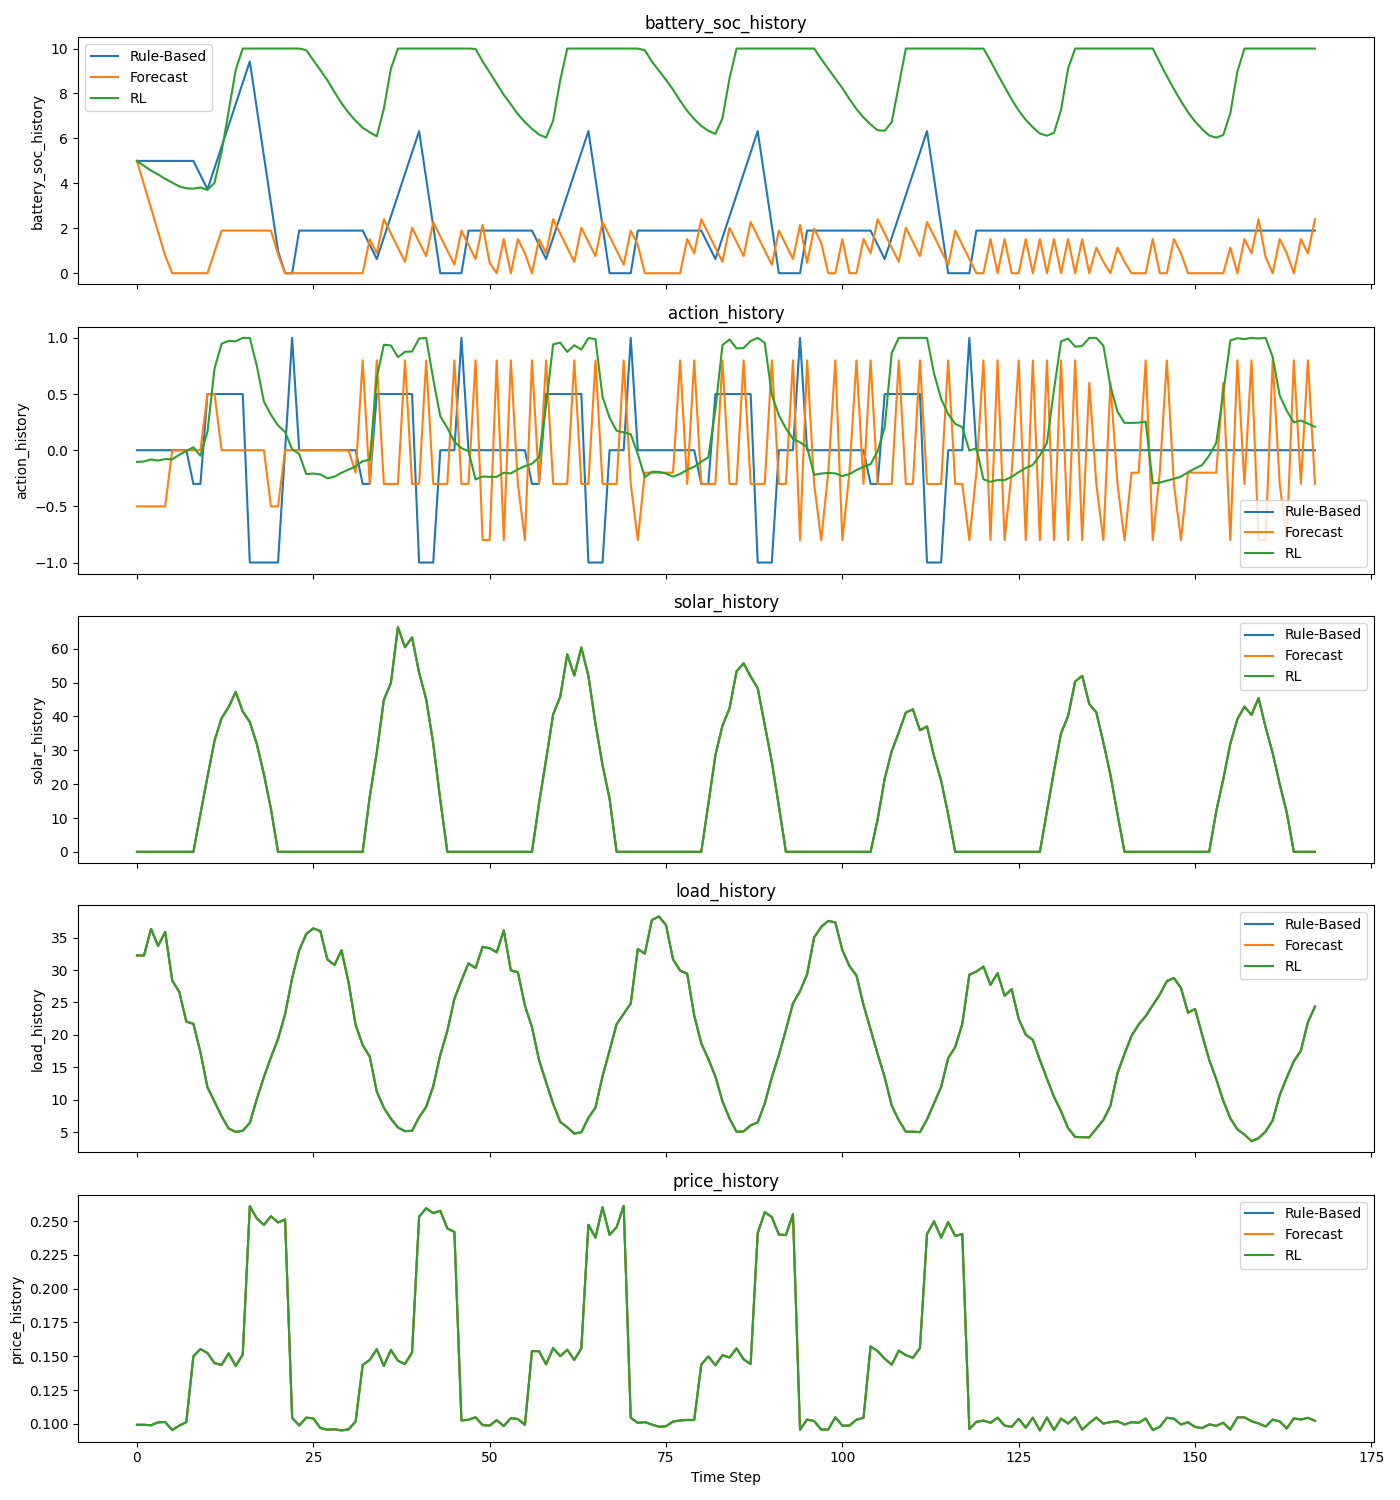 battery_soc_history
10
8
6
4
2
0
battery_soc_history
Rule-Based
Forecast
RL
action_history
1.0
0.5
0.0
−0.5
−1.0
action_history
Rule-Based
Forecast
RL
solar_history
60
50
40
30
20
10
0
solar_history
Rule-Based
Forecast
RL
load_history
35
30
25
20
15
10
5
load_history
Rule-Based
Forecast
RL
price_history
0.250
0.225
0.200
0.175
0.150
0.125
0.100
price_history
Rule-Based
Forecast
RL
0 25 50 75 100 125 150 175
Time Step